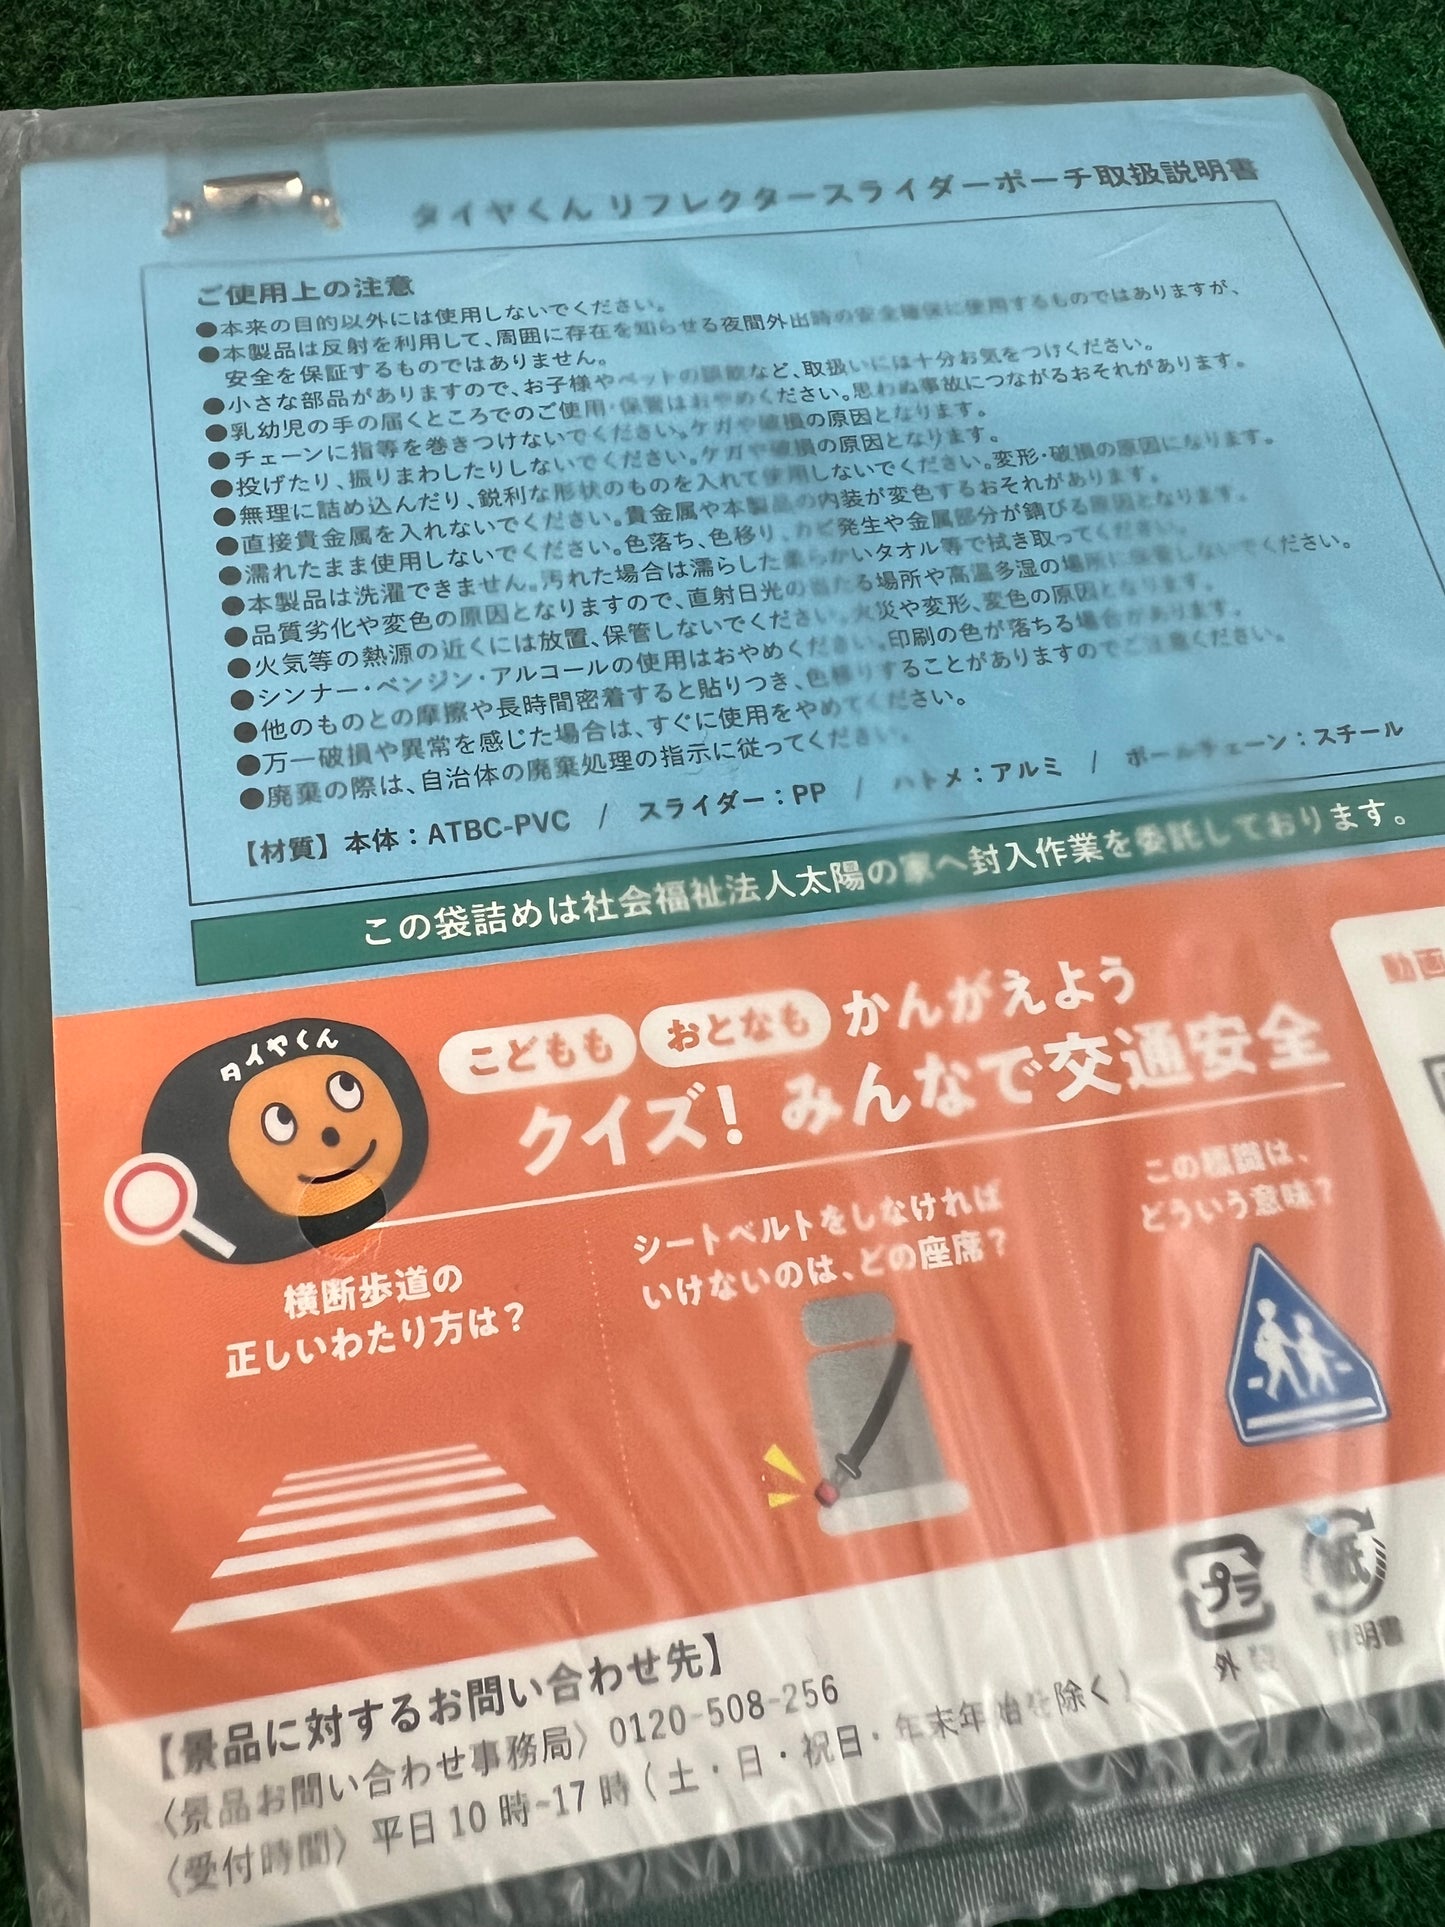 タイヤくん リフレクタースライダーポーチ取扱説明書
ご使用上の注意
●本来の目的以外には使用しないでください。
●本製品は反射を利用して、周囲に存在を知らせる夜間外出時の安全確保に使用するものではありますが、
安全を保証するものではありません。
●小さな部品がありますので、お子様やペットの誤飲など、取扱いには十分お気をつけください。
●乳幼児の手の届くところでのご使用・保管はおやめください。思わぬ事故につながるおそれがあります。
●チェーンに指等を巻きつけないでください。ケガや破損の原因となります。
●投げたり、振りまわしたりしないでください。ケガや破損の原因となります。
●無理に詰め込んだり、鋭利な形状のものを入れて使用しないでください。変形・破損の原因になります。
●直接貴金属を入れないでください。貴金属や本製品の内装が変色するおそれがあります。
●濡れたまま使用しないでください。色落ち、色移り、カビ発生や金属部分が錆びる原因となります。
●本製品は洗濯できません。汚れた場合は濡らした柔らかいタオル等で拭き取ってください。
●品質劣化や変色の原因となりますので、直射日光の当たる場所や高温多湿の場所に保管しないでください。
●火気等の熱源の近くには放置、保管しないでください。火災や変形、変色の原因となります。
●シンナー・ベンジン・アルコールの使用はおやめください。印刷の色が落ちる場合があります。
●他のものとの摩擦や長時間密着すると貼りつき、色移りすることがありますのでご注意ください。
●万一破損や異常を感じた場合は、すぐに使用をやめてください。
●廃棄の際は、自治体の廃棄処理の指示に従ってください。
【材質】本体：ATBC-PVC / スライダー：PP / ハトメ：アルミ / ボールチェーン：スチール
この袋詰めは社会福祉法人太陽の家へ封入作業を委託しております。
動画
タイヤくん
こどもも おとなも かんがえよう
クイズ！ みんなで交通安全
横断歩道の
正しいわたり方は？
シートベルトをしなければ
いけないのは、どの座席？
この標識は、
どういう意味？
プラ
外袋
紙
説明書
【景品に対するお問い合わせ先】
〈景品お問い合わせ事務局〉0120-508-256
〈受付時間〉平日10時~17時（土・日・祝日・年末年始を除く）